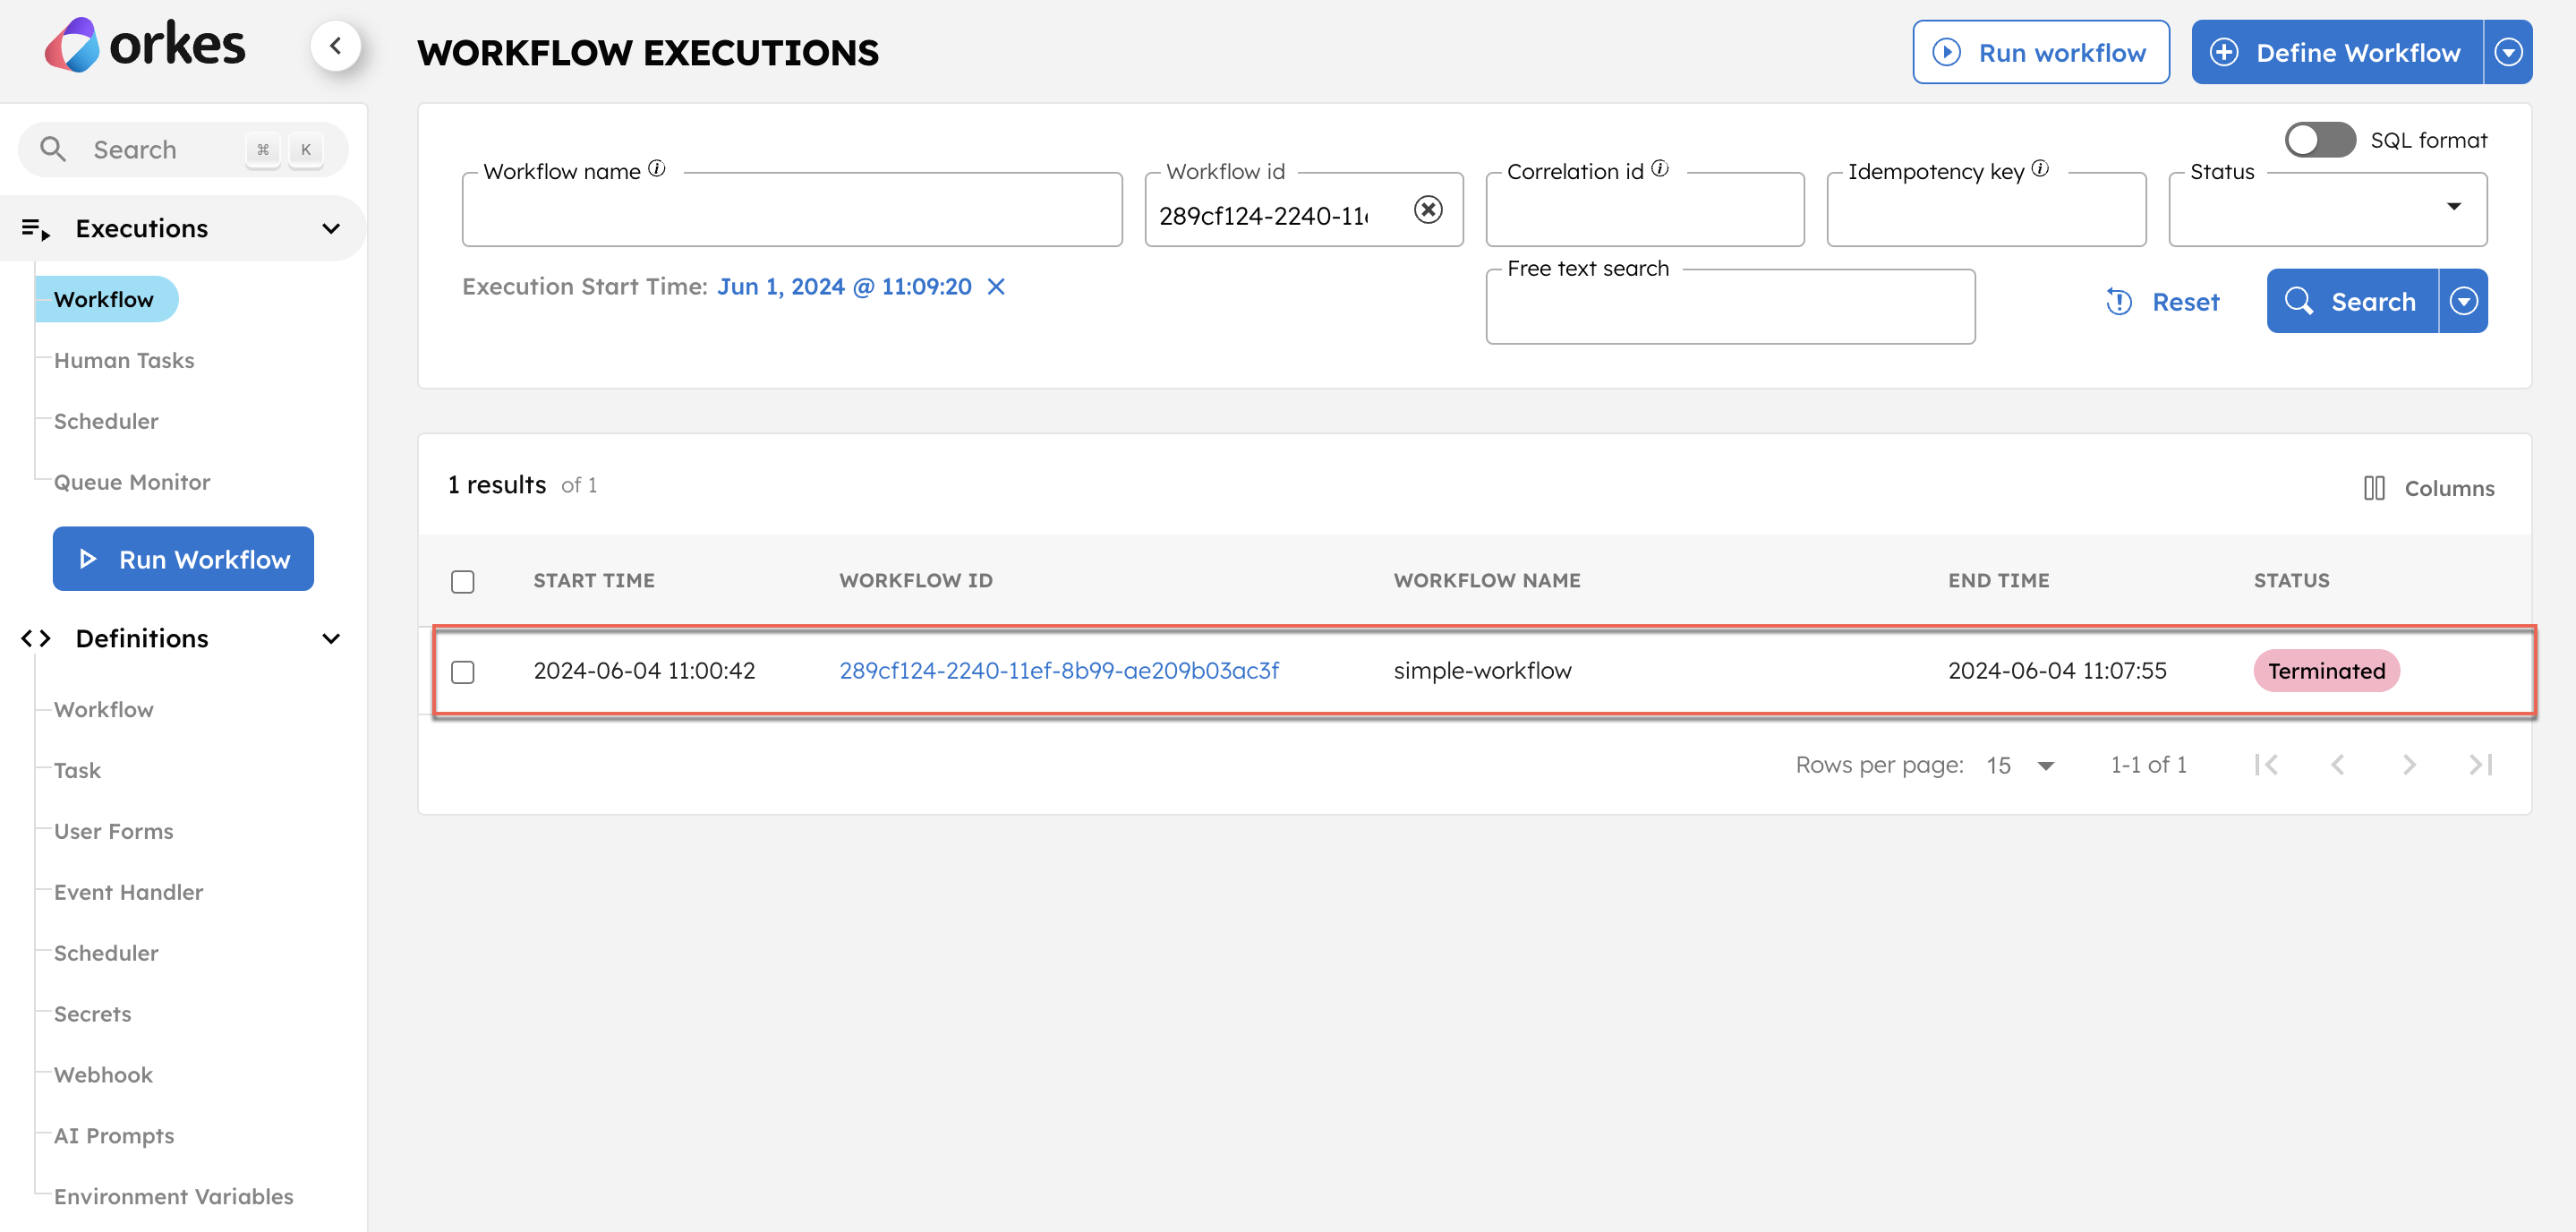 orkes
Search ⌘ K
Executions
Workflow
Human Tasks
Scheduler
Queue Monitor
Run Workflow
Definitions
Workflow
Task
User Forms
Event Handler
Scheduler
Secrets
Webhook
AI Prompts
Environment Variables
WORKFLOW EXECUTIONS
Run workflow
Define Workflow
SQL format
Workflow name
Workflow id
289cf124-2240-11
Correlation id
Idempotency key
Status
Execution Start Time: Jun 1, 2024 @ 11:09:20
Free text search
Reset
Search
1 results of 1
Columns
START TIME WORKFLOW ID WORKFLOW NAME END TIME STATUS
2024-06-04 11:00:42 289cf124-2240-11ef-8b99-ae209b03ac3f simple-workflow 2024-06-04 11:07:55 Terminated
Rows per page: 15 1-1 of 1